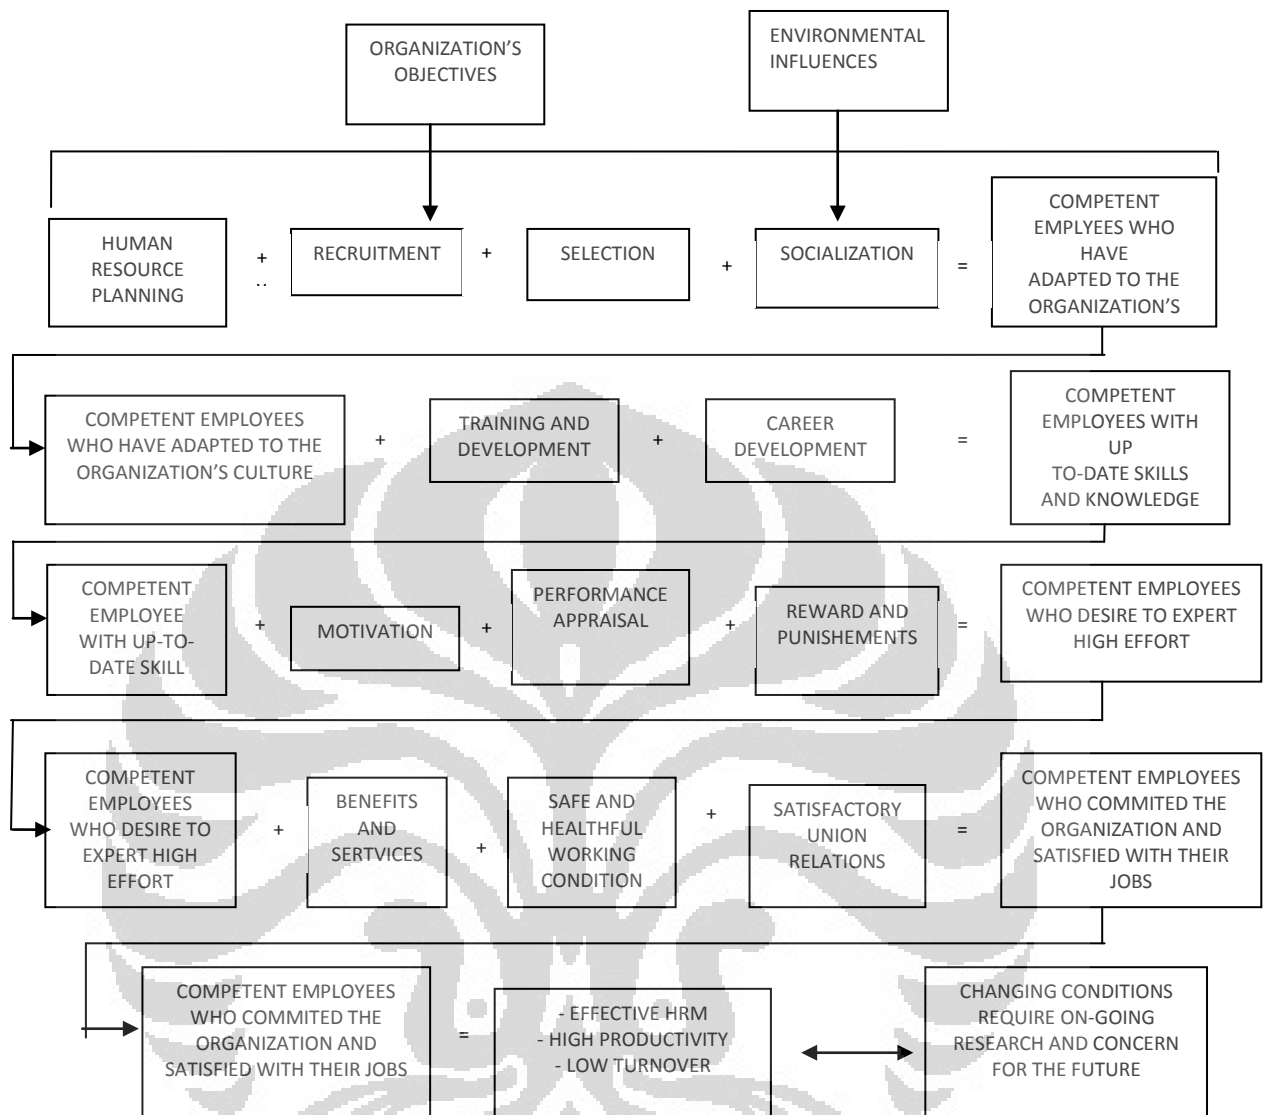 ORGANIZATION'S
OBJECTIVES
ENVIRONMENTAL
INFLUENCES
HUMAN
RESOURCE
PLANNING
+
RECRUITMENT
+
SELECTION
+
SOCIALIZATION
=
COMPETENT
EMPLYEES WHO
HAVE
ADAPTED TO THE
ORGANIZATION'S
COMPETENT EMPLOYEES
WHO HAVE ADAPTED TO THE
ORGANIZATION'S CULTURE
+
TRAINING AND
DEVELOPMENT
+
CAREER
DEVELOPMENT
=
COMPETENT
EMPLOYEES WITH
UP
TO-DATE SKILLS
AND KNOWLEDGE
COMPETENT
EMPLOYEE
WITH UP-TO-
DATE SKILL
+
MOTIVATION
+
PERFORMANCE
APPRAISAL
+
REWARD AND
PUNISHEMENTS
=
COMPETENT EMPLOYEES
WHO DESIRE TO EXPERT
HIGH EFFORT
COMPETENT
EMPLOYEES
WHO DESIRE TO
EXPERT HIGH
EFFORT
+
BENEFITS
AND
SERTVICES
+
SAFE AND
HEALTHFUL
WORKING
CONDITION
+
SATISFACTORY
UNION
RELATIONS
=
COMPETENT EMPLOYEES
WHO COMMITED THE
ORGANIZATION AND
SATISFIED WITH THEIR
JOBS
COMPETENT EMPLOYEES
WHO COMMITED THE
ORGANIZATION AND
SATISFIED WITH THEIR JOBS
=
- EFFECTIVE HRM
- HIGH PRODUCTIVITY
- LOW TURNOVER
CHANGING CONDITIONS
REQUIRE ON-GOING
RESEARCH AND CONCERN
FOR THE FUTURE